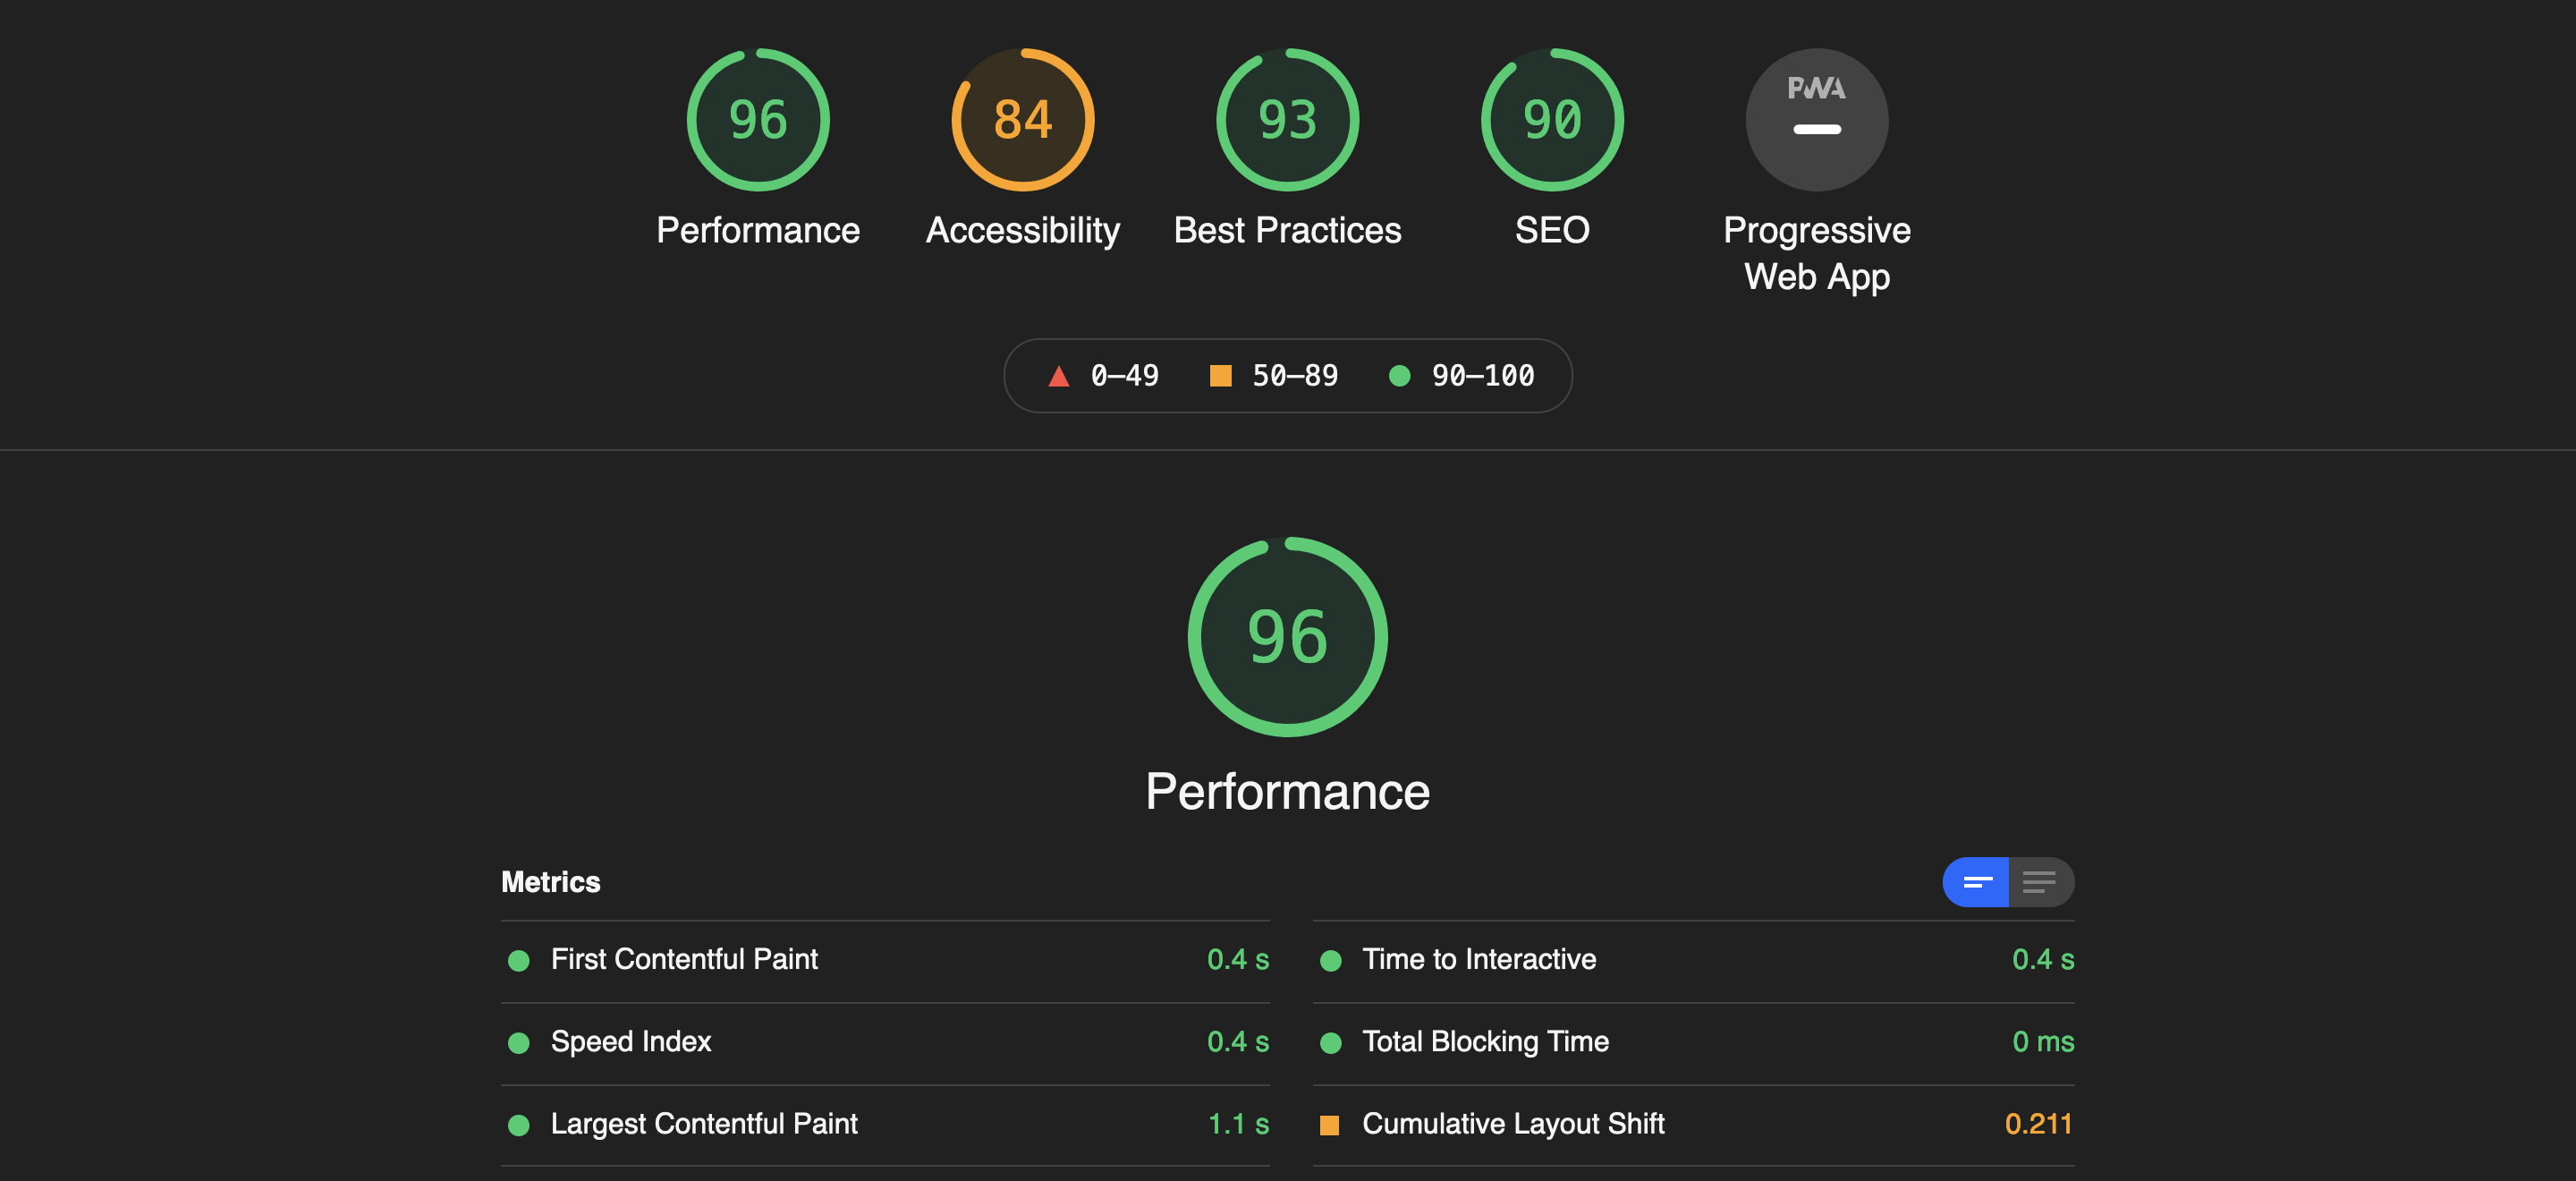 96
84
93
90
PWA
Performance
Accessibility
Best Practices
SEO
Progressive
Web App
0–49
50–89
90–100
96
Performance
Metrics
First Contentful Paint 0.4 s
Time to Interactive 0.4 s
Speed Index 0.4 s
Total Blocking Time 0 ms
Largest Contentful Paint 1.1 s
Cumulative Layout Shift 0.211